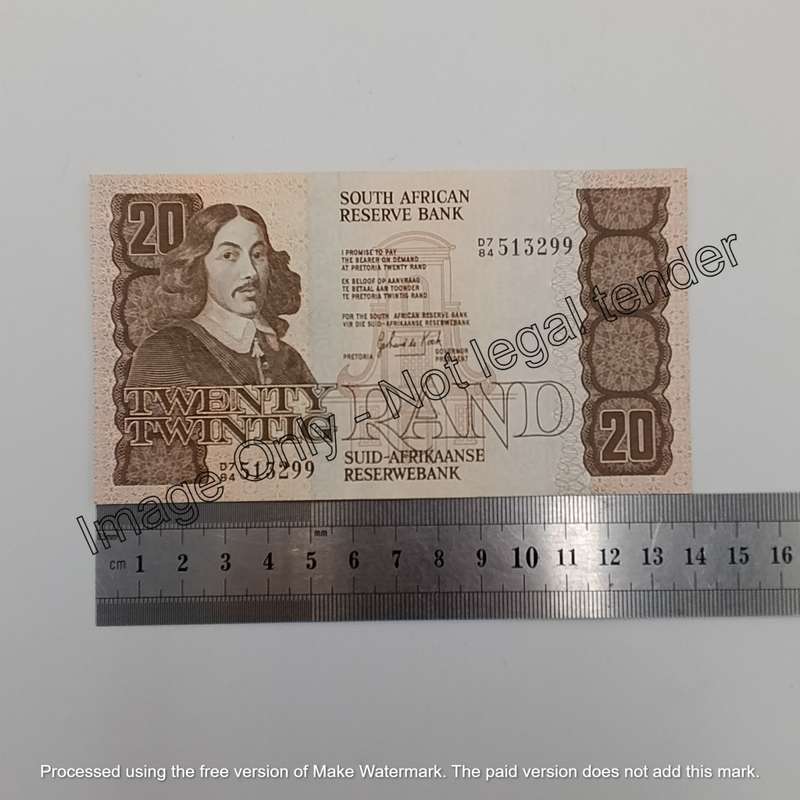 20
SOUTH AFRICAN
RESERVE BANK
D7
84 513299
I PROMISE TO PAY
THE BEARER ON DEMAND
AT PRETORIA TWENTY RAND
EK BELOOF OP AANVRAAG
TE BETAAL AAN TOONDER
TE PRETORIA TWINTIG RAND
FOR THE SOUTH AFRICAN RESERVE BANK
VIR DIE SUID-AFRIKAANSE RESERWEBANK
Gerhard de Kock
PRETORIA GOVERNOR
PRESIDENT
TWENTY
TWINTIG RAND
20
D7
84 513299
SUID-AFRIKAANSE
RESERWEBANK
Image Only - Not legal tender
mm
cm 1 2 3 4 5 6 7 8 9 10 11 12 13 14 15 16
Processed using the free version of Make Watermark. The paid version does not add this mark.